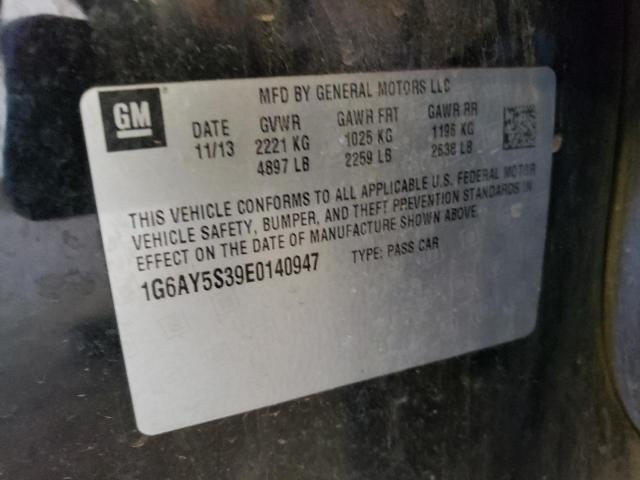 GM
MFD BY GENERAL MOTORS LLC
DATE GVWR GAWR FRT GAWR RR
11/13 2221 KG 1025 KG 1196 KG
4897 LB 2259 LB 2638 LB
THIS VEHICLE CONFORMS TO ALL APPLICABLE U.S. FEDERAL MOTOR
VEHICLE SAFETY, BUMPER, AND THEFT PREVENTION STANDARDS IN
EFFECT ON THE DATE OF MANUFACTURE SHOWN ABOVE.
1G6AY5S39E0140947 TYPE: PASS CAR